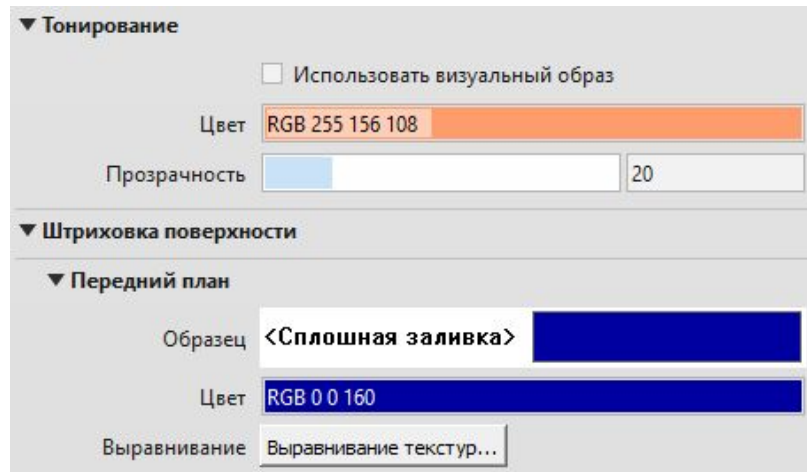 Тонирование
Использовать визуальный образ
Цвет RGB 255 156 108
Прозрачность 20
Штриховка поверхности
Передний план
Образец <Сплошная заливка>
Цвет RGB 0 0 160
Выравнивание Выравнивание текстур...